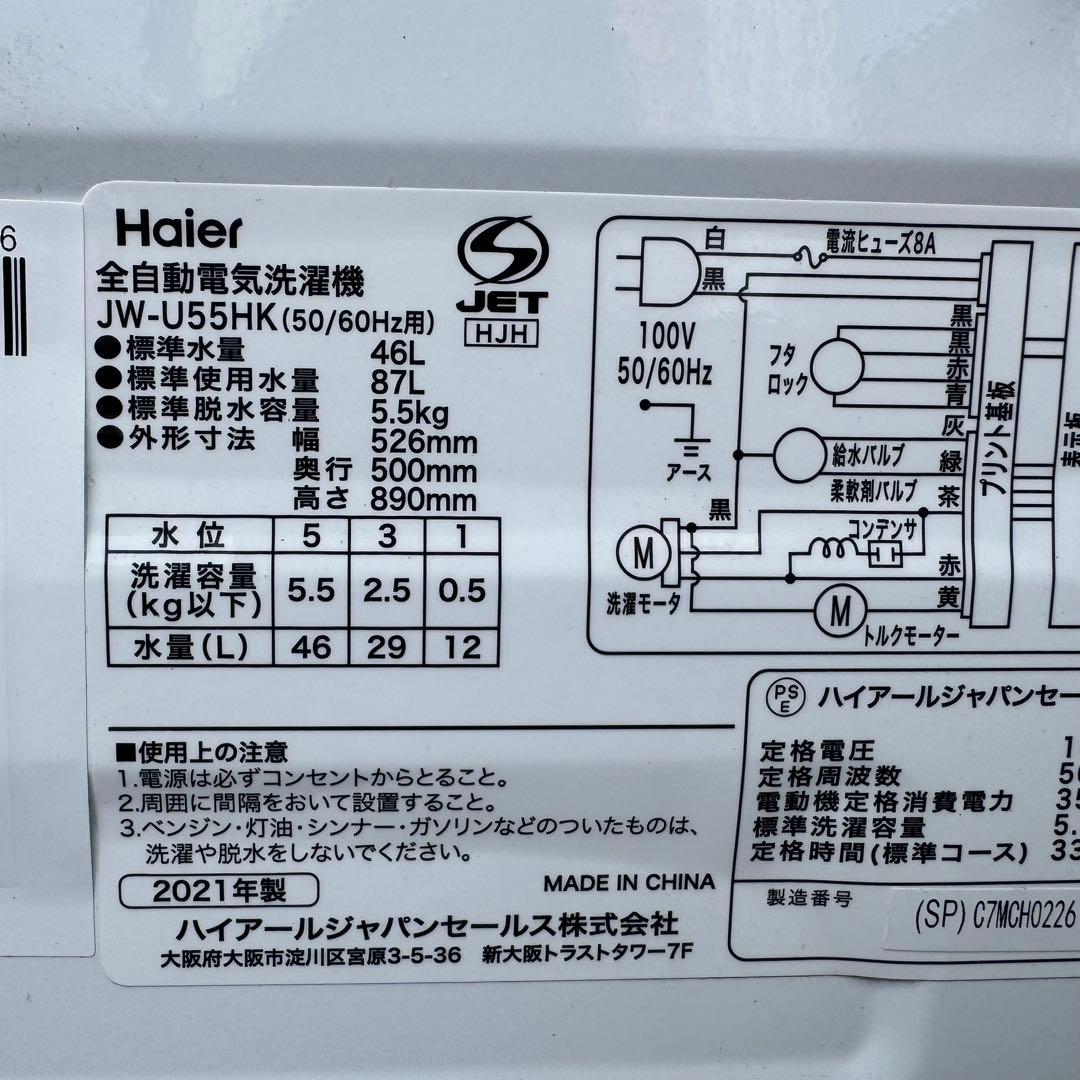 6
Haier
全自動電気洗濯機
JW-U55HK(50/60Hz用)
●標準水量 46L
●標準使用水量 87L
●標準脱水容量 5.5kg
●外形寸法 幅 526mm
奥行 500mm
高さ 890mm
JET
HJH
水位 5 3 1
洗濯容量(kg以下) 5.5 2.5 0.5
水量(L) 46 29 12
白
電流ヒューズ8A
黒
100V
50/60Hz
アース
フタ
ロック
黒
黒
赤
青
灰
給水バルブ
緑
柔軟剤バルブ
茶
黒
コンデンサ
M
洗濯モータ
赤
黄
M
トルクモーター
プリント基板
表示板
■使用上の注意
1.電源は必ずコンセントからとること。
2.周囲に間隔をおいて設置すること。
3.ベンジン・灯油・シンナー・ガソリンなどのついたものは、
洗濯や脱水をしないでください。
2021年製
MADE IN CHINA
ハイアールジャパンセールス株式会社
大阪府大阪市淀川区宮原3-5-36 新大阪トラストタワー7F
PSE
ハイアールジャパンセー
定格電圧 1
定格周波数 50
電動機定格消費電力 35
標準洗濯容量 5.
定格時間(標準コース) 33
製造番号
(SP) C7MCH0226